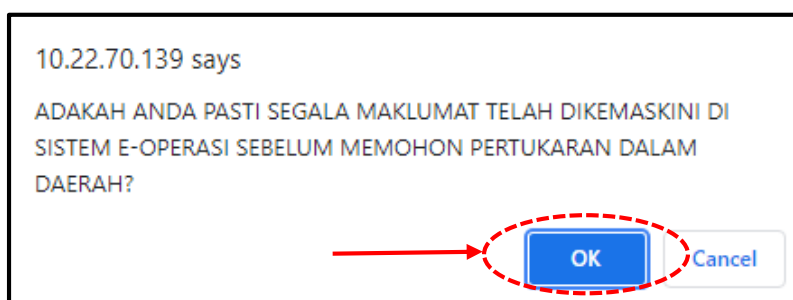 10.22.70.139 says
ADAKAH ANDA PASTI SEGALA MAKLUMAT TELAH DIKEMASKINI DI
SISTEM E-OPERASI SEBELUM MEMOHON PERTUKARAN DALAM
DAERAH?
OK Cancel